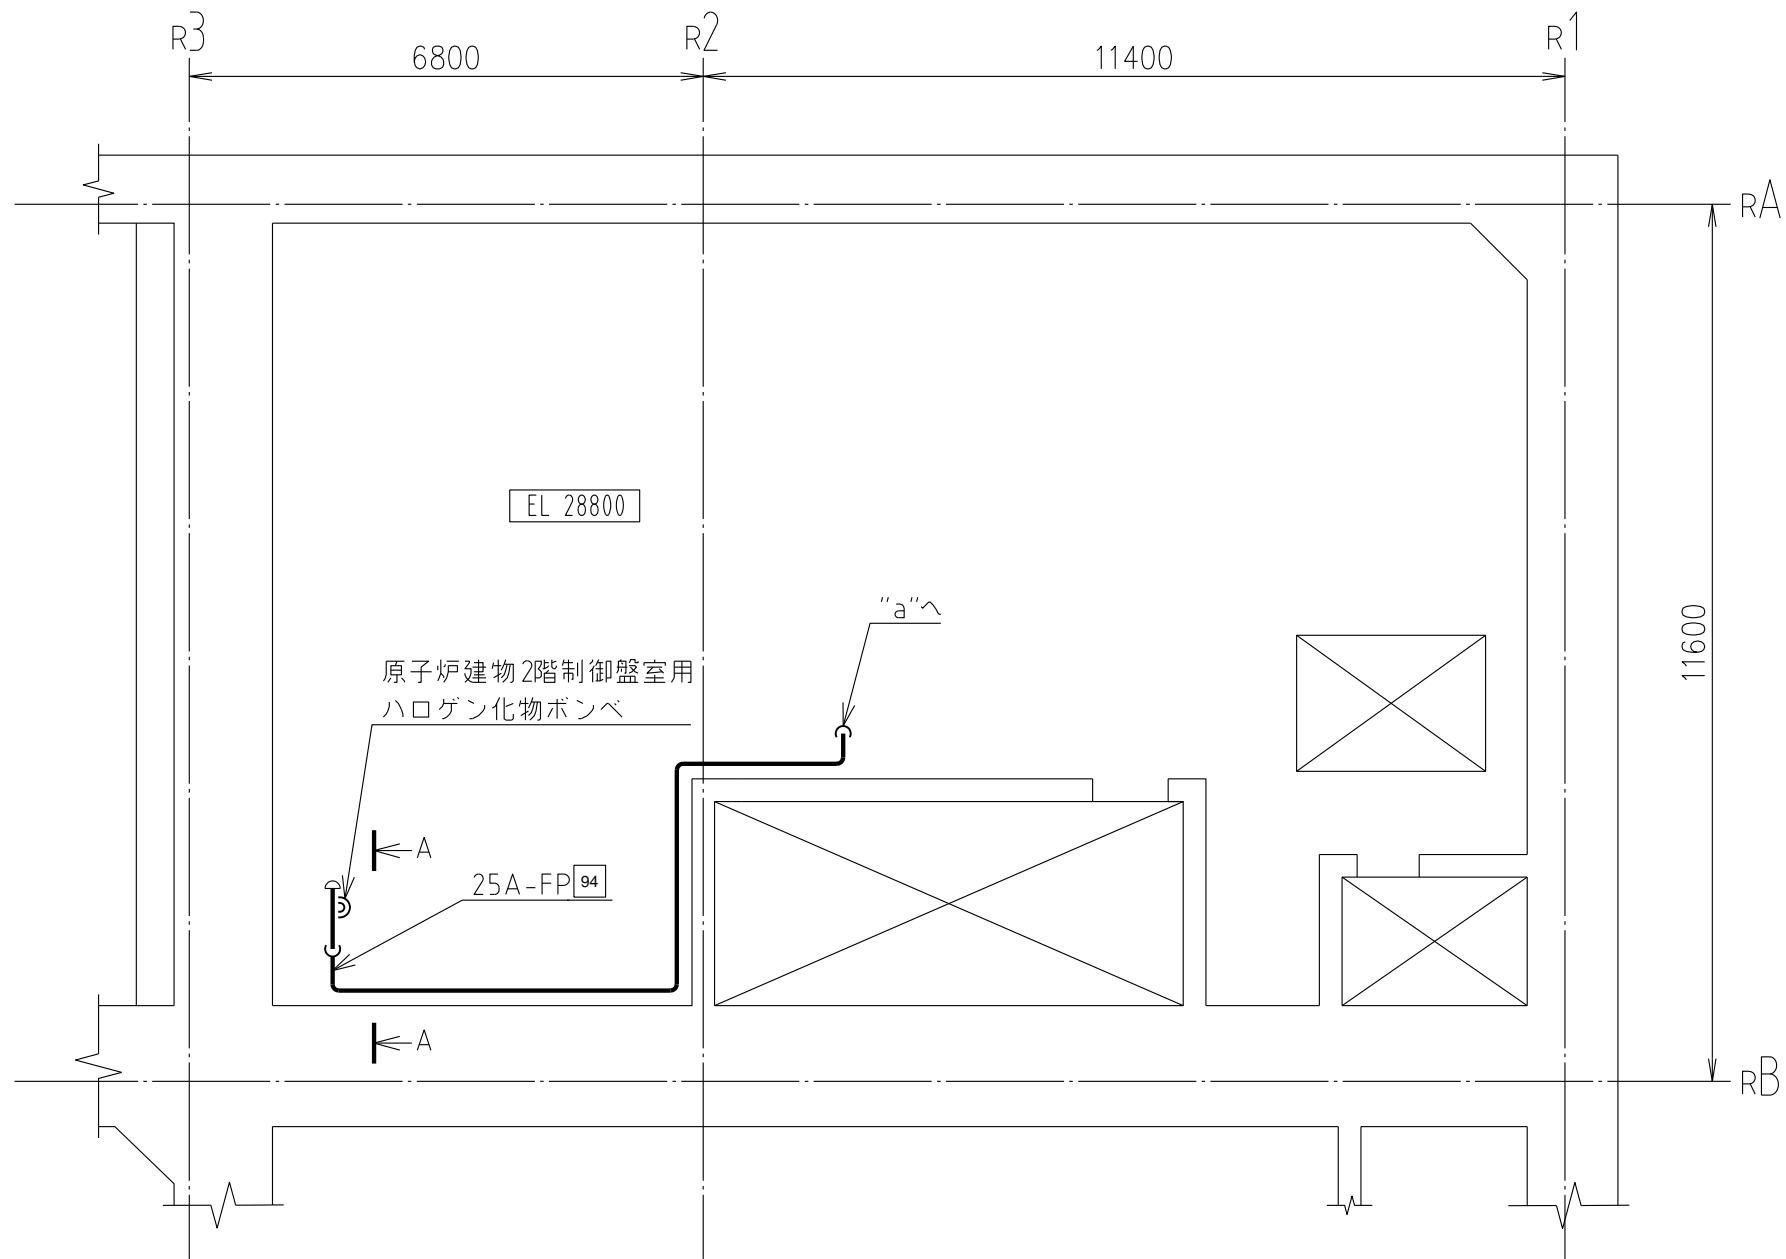 R3
R2
R1
6800
11400
RA
EL 28800
"a"へ
11600
原子炉建物2階制御盤室用
ハロゲン化物ボンベ
A
25A-FP 94
A
RB